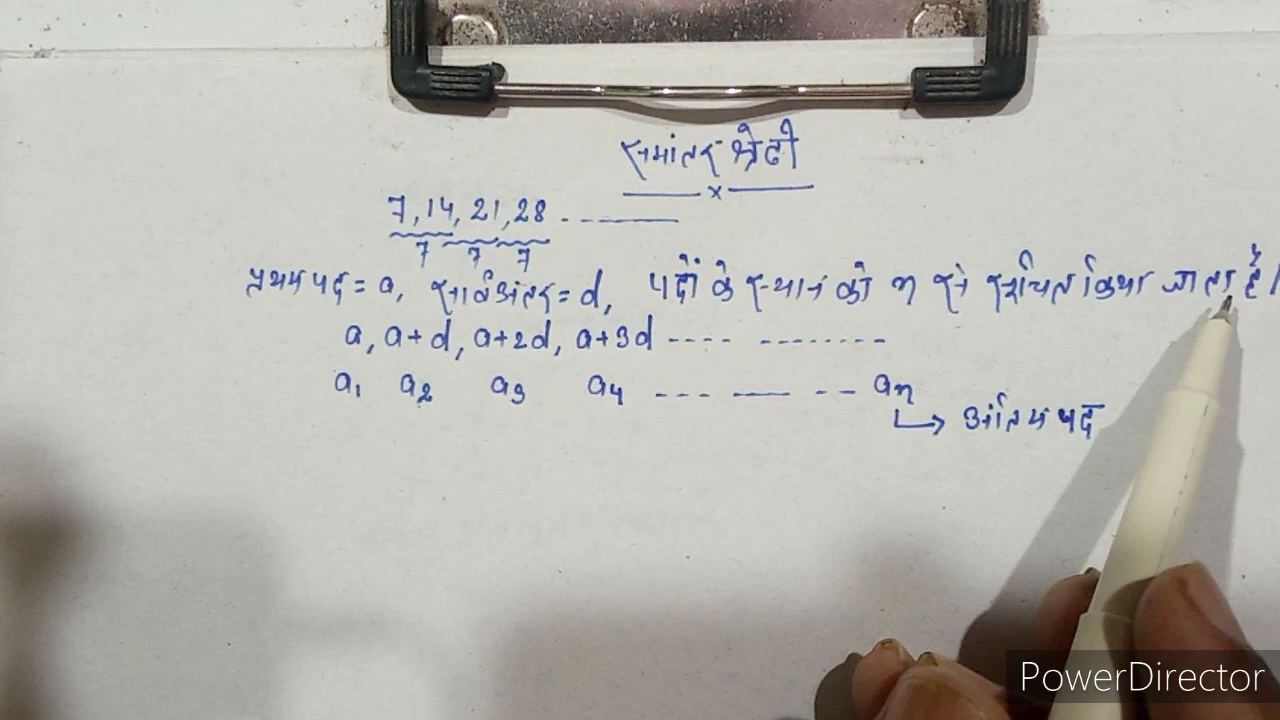 समांतर श्रेढी
x
7, 14, 21, 28 - ———
7 7 7
प्रथम पद = a, सार्वअंतर = d, पदों के स्थान को n से सूचित किया जाता है।
a, a+d, a+2d, a+3d ---- --------
a₁ a₂ a₃ a₄ --- —— -- aₙ
↳ अंतिम पद
PowerDirector